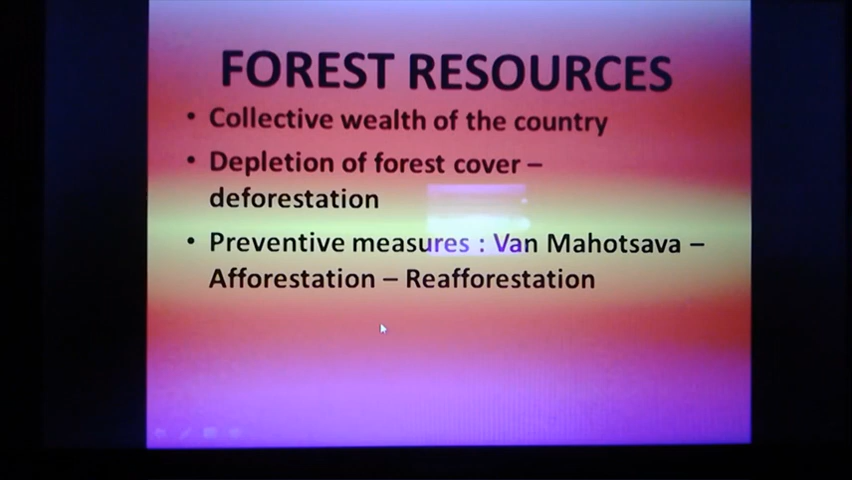 FOREST RESOURCES
• Collective wealth of the country
• Depletion of forest cover –
deforestation
• Preventive measures : Van Mahotsava –
Afforestation – Reafforestation